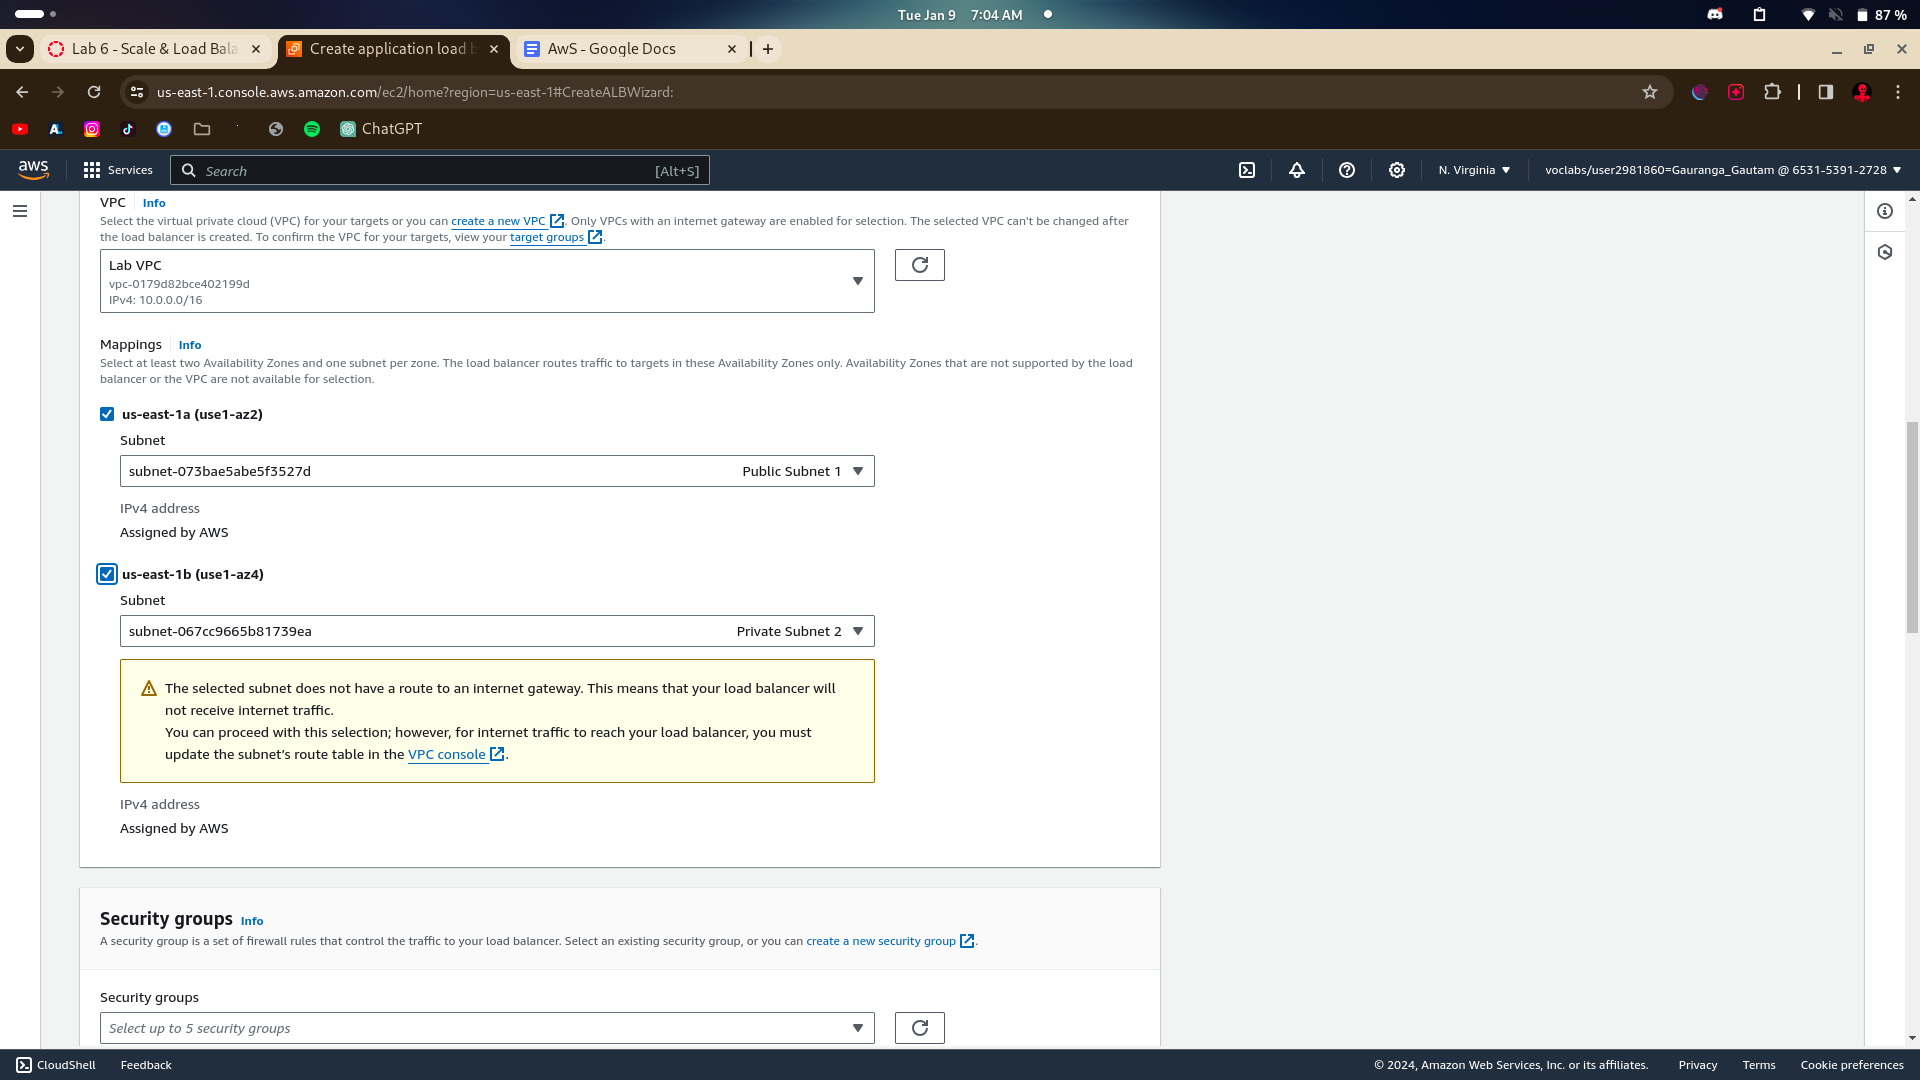 Tue Jan 9 7:04 AM
87 %
Lab 6 - Scale & Load Bala
Create application load b
AwS - Google Docs
us-east-1.console.aws.amazon.com/ec2/home?region=us-east-1#CreateALBWizard:
ChatGPT
aws
Services
Search
[Alt+S]
N. Virginia
voclabs/user2981860=Gauranga_Gautam @ 6531-5391-2728
VPC Info
Select the virtual private cloud (VPC) for your targets or you can create a new VPC. Only VPCs with an internet gateway are enabled for selection. The selected VPC can't be changed after
the load balancer is created. To confirm the VPC for your targets, view your target groups.
Lab VPC
vpc-0179d82bce402199d
IPv4: 10.0.0.0/16
Mappings Info
Select at least two Availability Zones and one subnet per zone. The load balancer routes traffic to targets in these Availability Zones only. Availability Zones that are not supported by the load
balancer or the VPC are not available for selection.
us-east-1a (use1-az2)
Subnet
subnet-073bae5abe5f3527d Public Subnet 1
IPv4 address
Assigned by AWS
us-east-1b (use1-az4)
Subnet
subnet-067cc9665b81739ea Private Subnet 2
The selected subnet does not have a route to an internet gateway. This means that your load balancer will
not receive internet traffic.
You can proceed with this selection; however, for internet traffic to reach your load balancer, you must
update the subnet's route table in the VPC console.
IPv4 address
Assigned by AWS
Security groups Info
A security group is a set of firewall rules that control the traffic to your load balancer. Select an existing security group, or you can create a new security group.
Security groups
Select up to 5 security groups
CloudShell
Feedback
© 2024, Amazon Web Services, Inc. or its affiliates.
Privacy
Terms
Cookie preferences